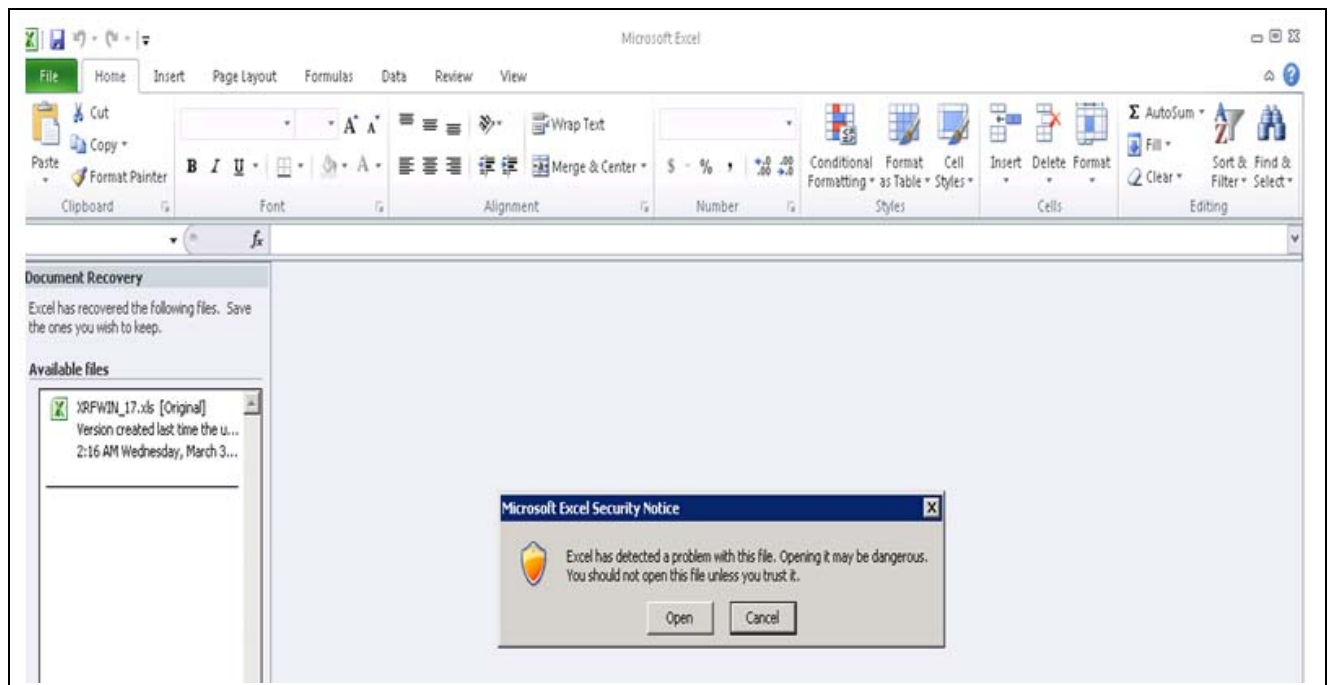 Microsoft Excel
File Home Insert Page Layout Formulas Data Review View
Paste
Cut
Copy
Format Painter
Clipboard
B I U A A A
Font
Wrap Text
Merge & Center
Alignment
$ - % , .0 .00 .00 .0
Number
Conditional Formatting
Format as Table
Cell Styles
Styles
Insert Delete Format
Cells
Σ AutoSum
Fill
Clear
Sort & Filter
Find & Select
Editing
fx
Document Recovery
Excel has recovered the following files. Save
the ones you wish to keep.
Available files
XRFWIN_17.xls [Original]
Version created last time the u...
2:16 AM Wednesday, March 3...
Microsoft Excel Security Notice
Excel has detected a problem with this file. Opening it may be dangerous.
You should not open this file unless you trust it.
Open Cancel